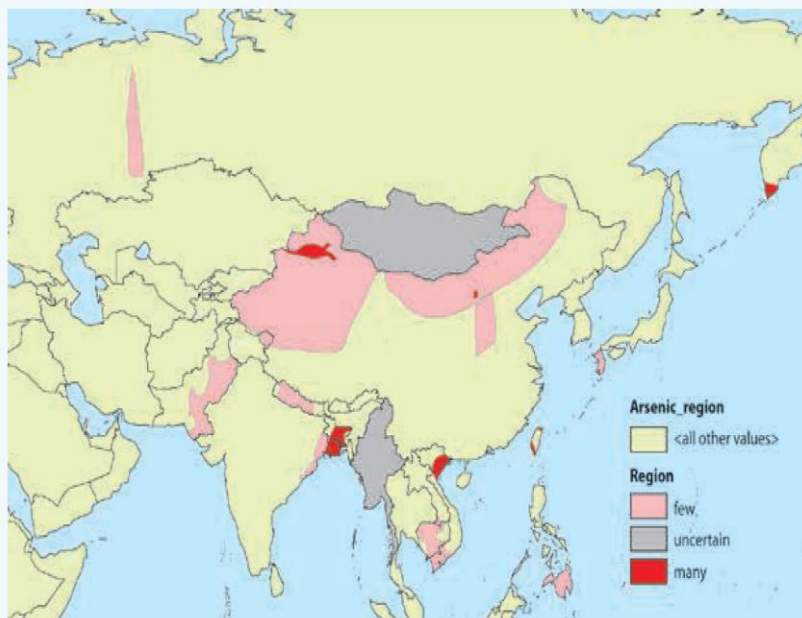 Arsenic_region
<all other values>
Region
few
uncertain
many